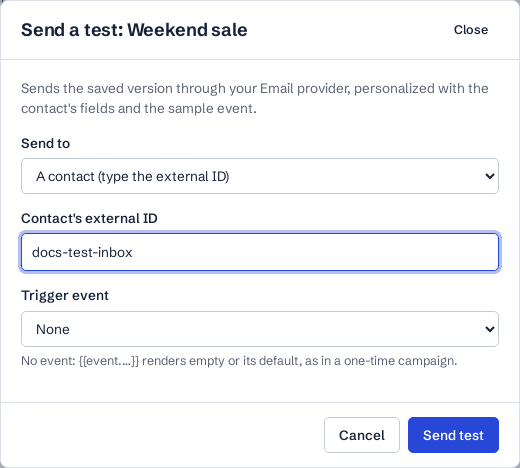 Send a test: Weekend sale
Close
Sends the saved version through your Email provider, personalized with the
contact's fields and the sample event.
Send to
A contact (type the external ID)
Contact's external ID
docs-test-inbox
Trigger event
None
No event: {{event....}} renders empty or its default, as in a one-time campaign.
Cancel
Send test